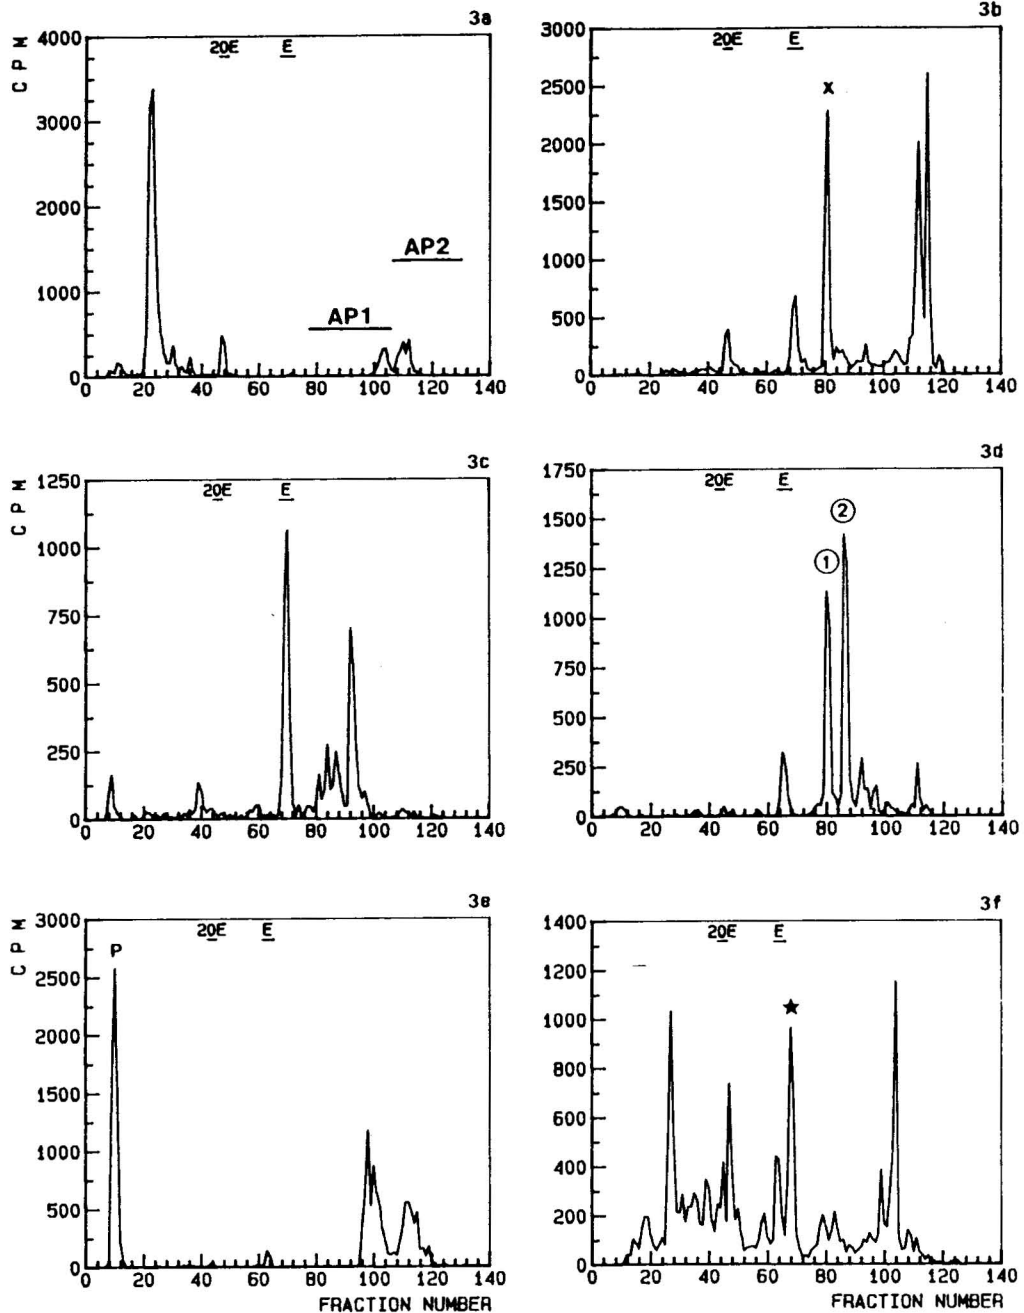 3a
C P M
4000
3000
2000
1000
0
20E
E
AP2
AP1
0 20 40 60 80 100 120 140
3b
3000
2500
2000
1500
1000
500
0
20E
E
x
0 20 40 60 80 100 120 140
3c
C P M
1250
1000
750
500
250
0
20E
E
0 20 40 60 80 100 120 140
3d
1750
1500
1250
1000
750
500
250
0
20E
E
2
1
0 20 40 60 80 100 120 140
3e
C P M
3000
2500
2000
1500
1000
500
0
P
20E
E
0 20 40 60 80 100 120 140
FRACTION NUMBER
3f
1400
1200
1000
800
600
400
200
0
20E
E
★
0 20 40 60 80 100 120 140
FRACTION NUMBER